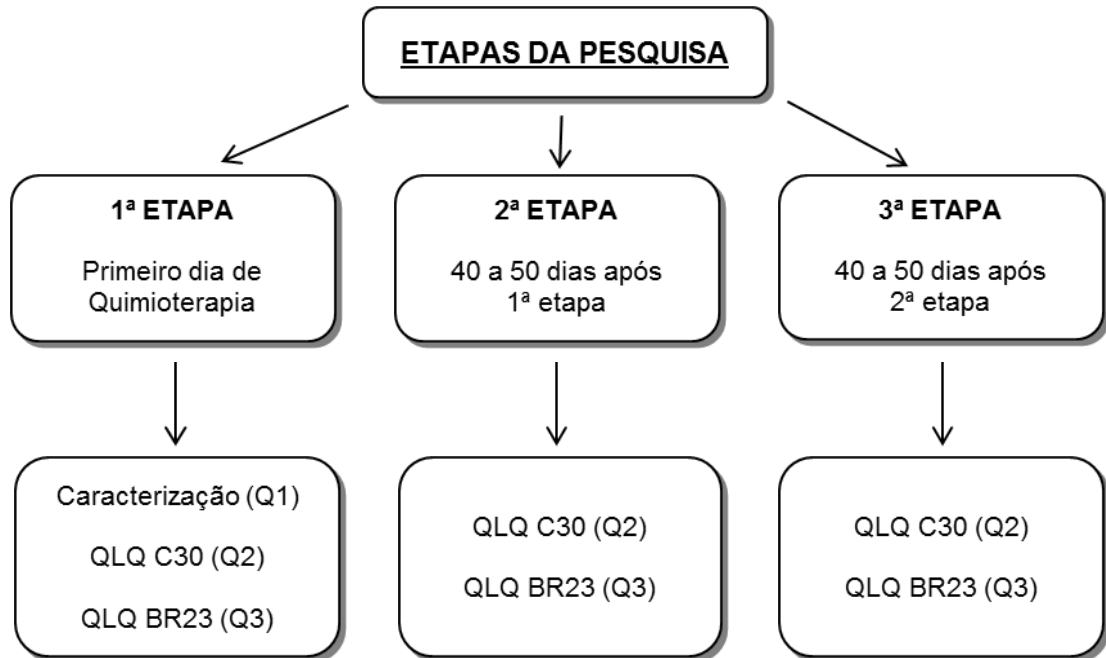 ETAPAS DA PESQUISA
1ª ETAPA
Primeiro dia de
Quimioterapia
2ª ETAPA
40 a 50 dias após
1ª etapa
3ª ETAPA
40 a 50 dias após
2ª etapa
Caracterização (Q1)
QLQ C30 (Q2)
QLQ BR23 (Q3)
QLQ C30 (Q2)
QLQ BR23 (Q3)
QLQ C30 (Q2)
QLQ BR23 (Q3)